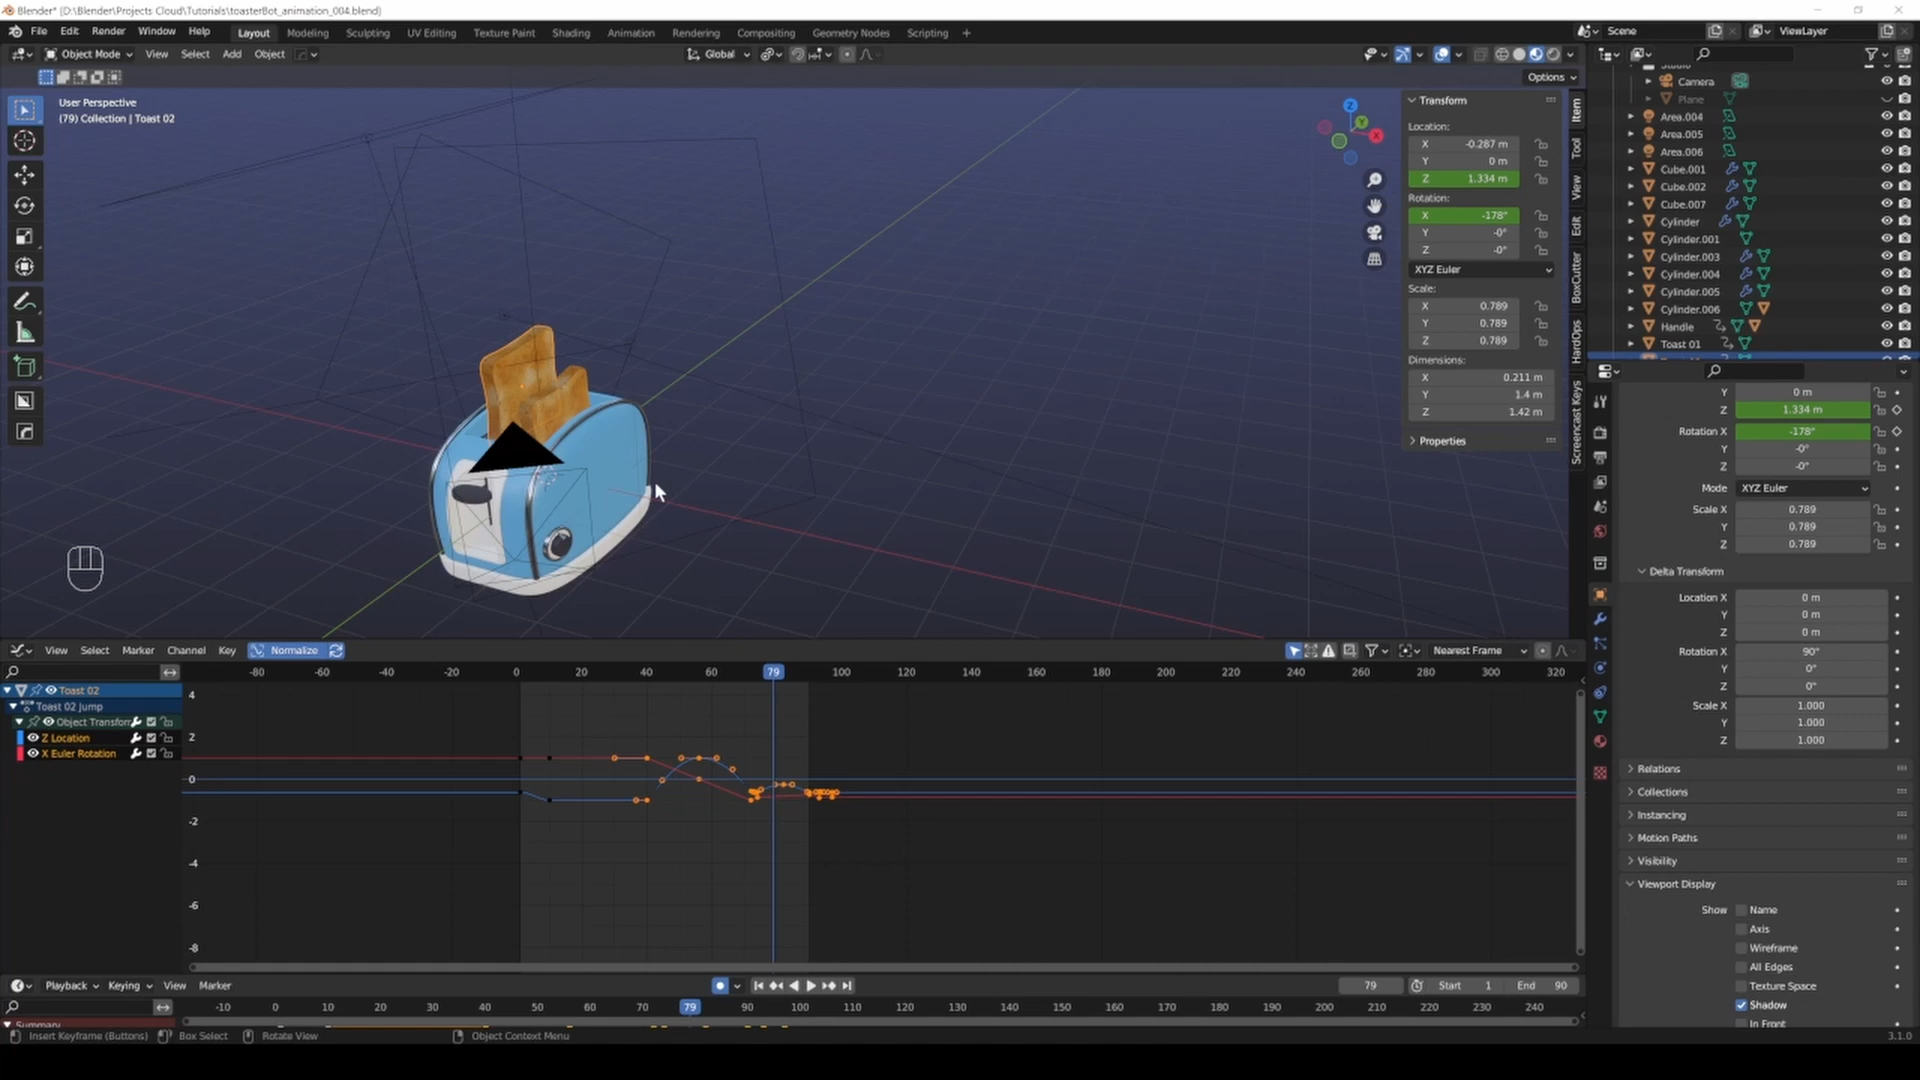 Blender* [D:\Blender\Projects Cloud\Tutorials\toasterBot_animation_004.blend]
File Edit Render Window Help Layout Modeling Sculpting UV Editing Texture Paint Shading Animation Rendering Compositing Geometry Nodes Scripting + Scene ViewLayer
Object Mode View Select Add Object Global
Options
User Perspective
(79) Collection | Toast 02
Transform
Location:
X -0.287 m
Y 0 m
Z 1.334 m
Rotation:
X -178°
Y -0°
Z -0°
XYZ Euler
Scale:
X 0.789
Y 0.789
Z 0.789
Dimensions:
X 0.211 m
Y 1.4 m
Z 1.42 m
Properties
Item
Tool
View
Edit
BoxCutter
HardOps
Screencast Keys
Z
Y
X
Camera
Plane
Area.004
Area.005
Area.006
Cube.001
Cube.002
Cube.007
Cylinder
Cylinder.001
Cylinder.003
Cylinder.004
Cylinder.005
Cylinder.006
Handle
Toast 01
Y 0 m
Z 1.334 m
Rotation X -178°
Y -0°
Z -0°
Mode XYZ Euler
Scale X 0.789
Y 0.789
Z 0.789
Delta Transform
Location X 0 m
Y 0 m
Z 0 m
Rotation X 90°
Y 0°
Z 0°
Scale X 1.000
Y 1.000
Z 1.000
Relations
Collections
Instancing
Motion Paths
Visibility
Viewport Display
Show Name
Axis
Wireframe
All Edges
Texture Space
Shadow
In Front
View Select Marker Channel Key Normalize Nearest Frame
-80 -60 -40 -20 0 20 40 60 79 100 120 140 160 180 200 220 240 260 280 300 320
Toast 02
Toast 02 Jump
Object Transform
Z Location
X Euler Rotation
4
2
0
-2
-4
-6
-8
Playback Keying View Marker 79 Start 1 End 90
-10 0 10 20 30 40 50 60 70 79 90 100 110 120 130 140 150 160 170 180 190 200 210 220 230 240
Summary
Insert Keyframe (Buttons) Box Select Rotate View Object Context Menu 3.1.0